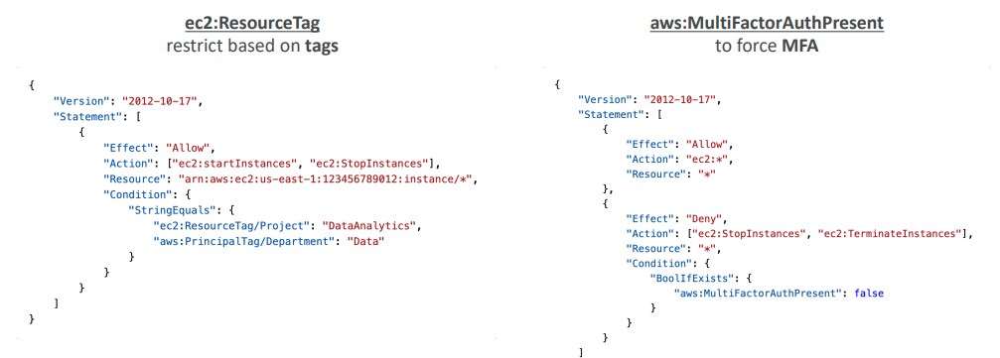 ec2:ResourceTag
restrict based on tags
{
    "Version": "2012-10-17",
    "Statement": [
        {
            "Effect": "Allow",
            "Action": ["ec2:startInstances", "ec2:StopInstances"],
            "Resource": "arn:aws:ec2:us-east-1:123456789012:instance/*",
            "Condition": {
                "StringEquals": {
                    "ec2:ResourceTag/Project": "DataAnalytics",
                    "aws:PrincipalTag/Department": "Data"
                }
            }
        }
    ]
}
aws:MultiFactorAuthPresent
to force MFA
{
    "Version": "2012-10-17",
    "Statement": [
        {
            "Effect": "Allow",
            "Action": "ec2:*",
            "Resource": "*"
        },
        {
            "Effect": "Deny",
            "Action": ["ec2:StopInstances", "ec2:TerminateInstances"],
            "Resource": "*",
            "Condition": {
                "BoolIfExists": {
                    "aws:MultiFactorAuthPresent": false
                }
            }
        }
    ]